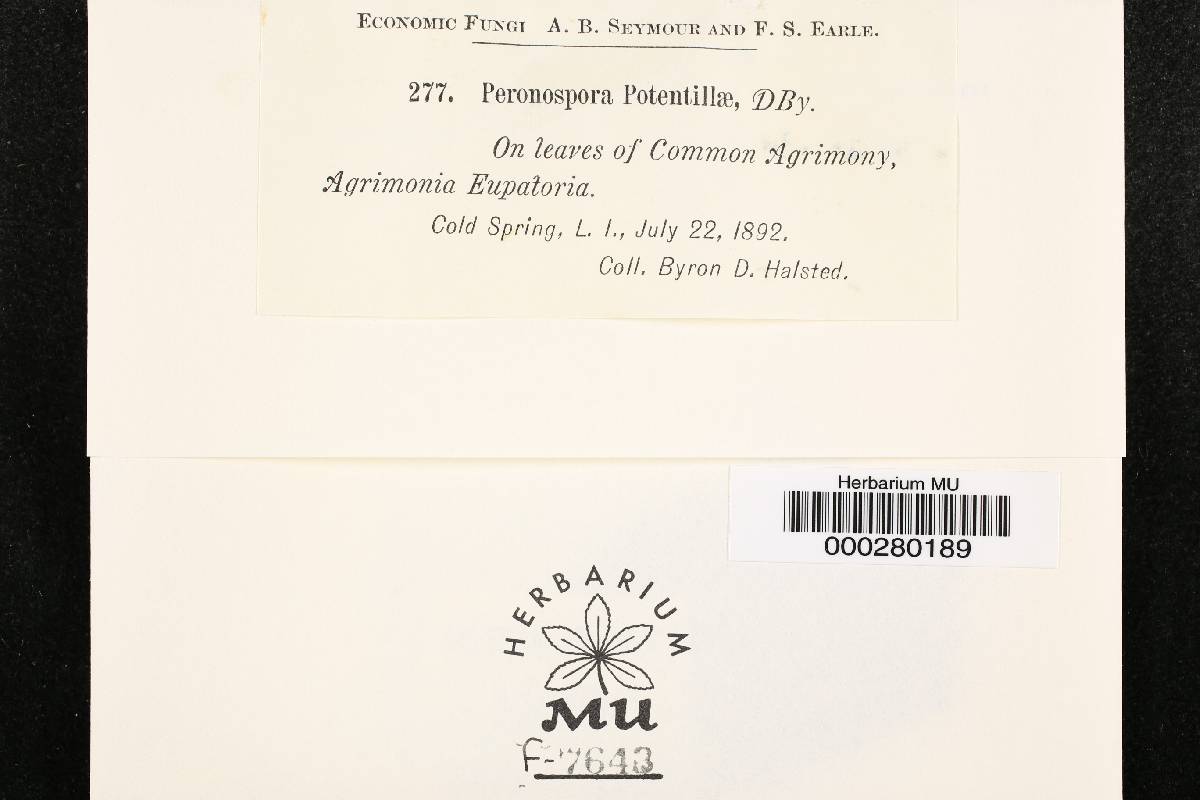 Economic Fungi A. B. Seymour and F. S. Earle.
277. Peronospora Potentillæ, DBy.
On leaves of Common Agrimony,
Agrimonia Eupatoria.
Cold Spring, L. I., July 22, 1892.
Coll. Byron D. Halsted.
Herbarium MU
000280189
HERBARIUM
MU
F-7643